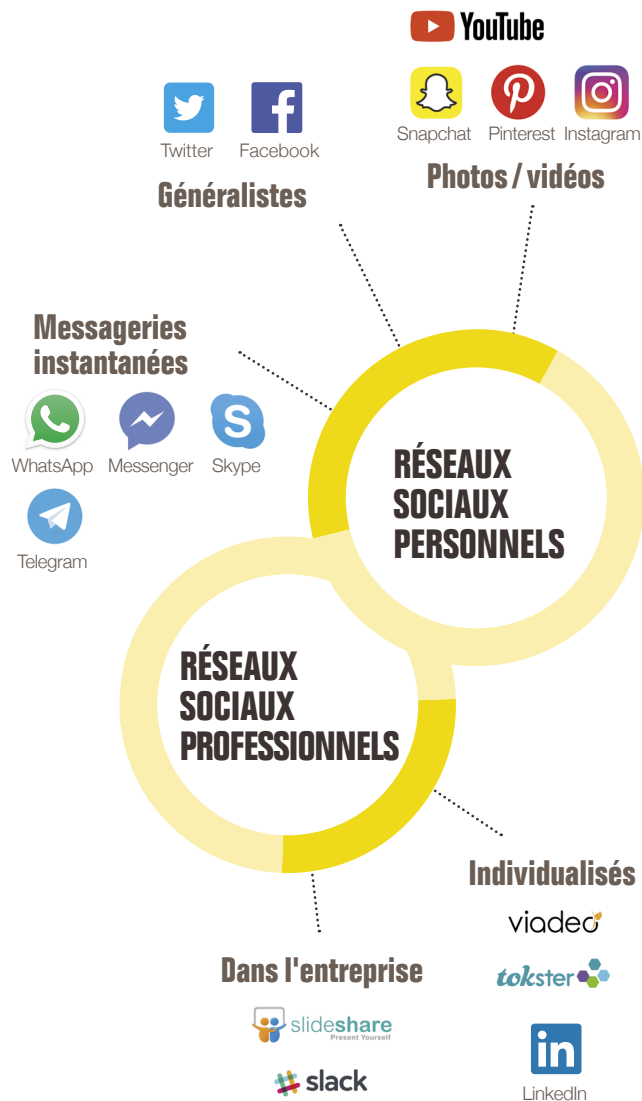 YouTube
Twitter
Facebook
Snapchat
Pinterest
Instagram
Généralistes
Photos / vidéos
Messageries
instantanées
WhatsApp
Messenger
Skype
Telegram
RÉSEAUX
SOCIAUX
PERSONNELS
RÉSEAUX
SOCIAUX
PROFESSIONNELS
Individualisés
viadeo
tokster
in
LinkedIn
Dans l'entreprise
slideshare
Present Yourself
slack